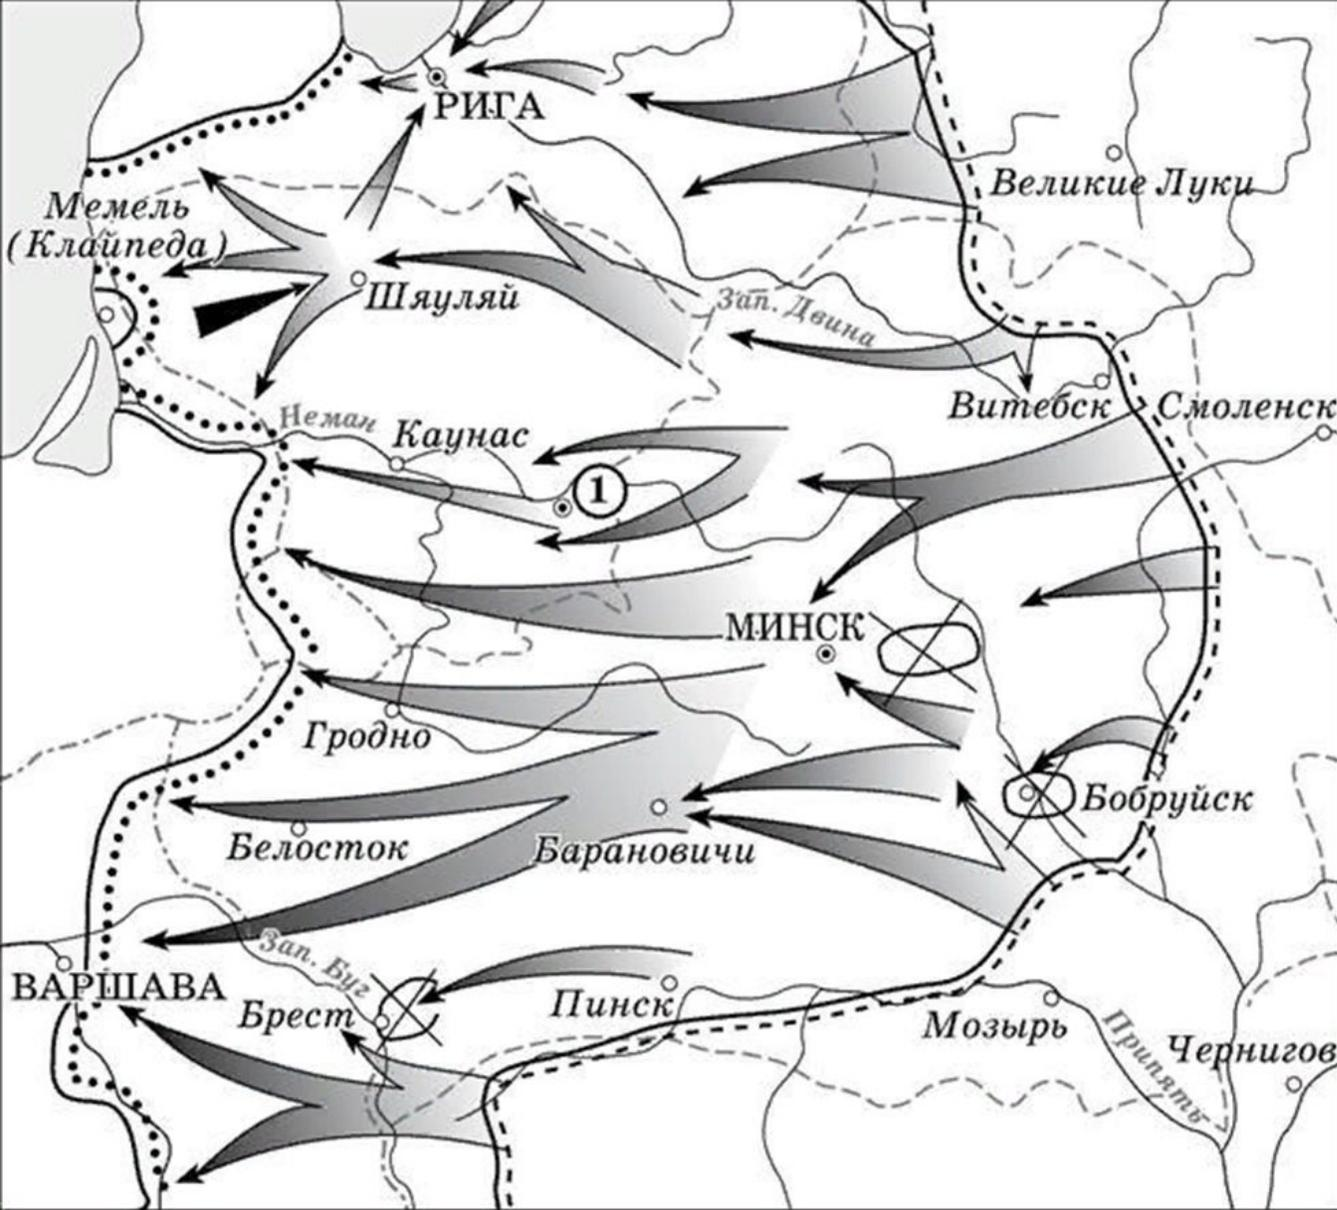 РИГА
Великие Луки
Мемель
(Клайпеда)
Шяуляй
Зап. Двина
Витебск
Смоленск
Неман
Каунас
1
МИНСК
Гродно
Бобруйск
Белосток
Барановичи
Зап. Буг
ВАРШАВА
Брест
Пинск
Мозырь
Припять
Чернигов